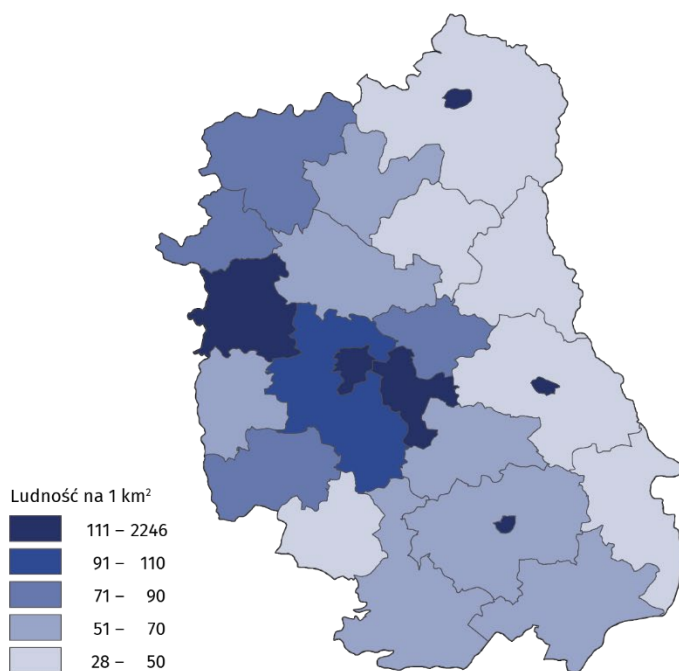 Ludność na 1 km²
111 – 2246
91 – 110
71 – 90
51 – 70
28 – 50